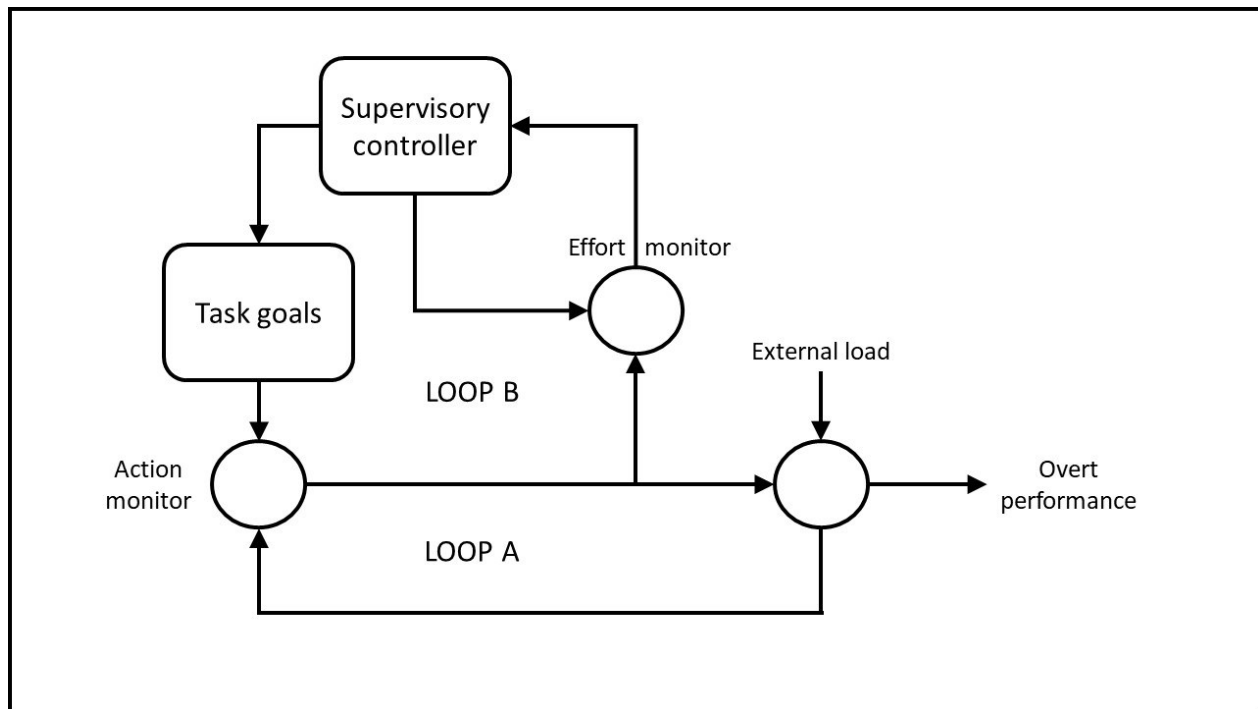 Supervisory
controller
Effort monitor
Task goals
External load
LOOP B
Action
monitor
Overt
performance
LOOP A